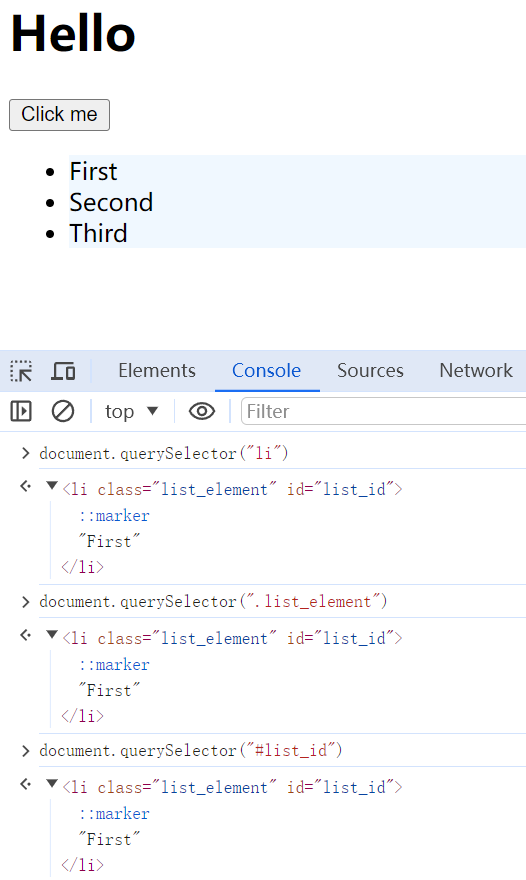 Hello
Click me
First
Second
Third
Elements Console Sources Network
top Filter
document.querySelector("li")
<li class="list_element" id="list_id">
::marker
"First"
</li>
document.querySelector(".list_element")
<li class="list_element" id="list_id">
::marker
"First"
</li>
document.querySelector("#list_id")
<li class="list_element" id="list_id">
::marker
"First"
</li>